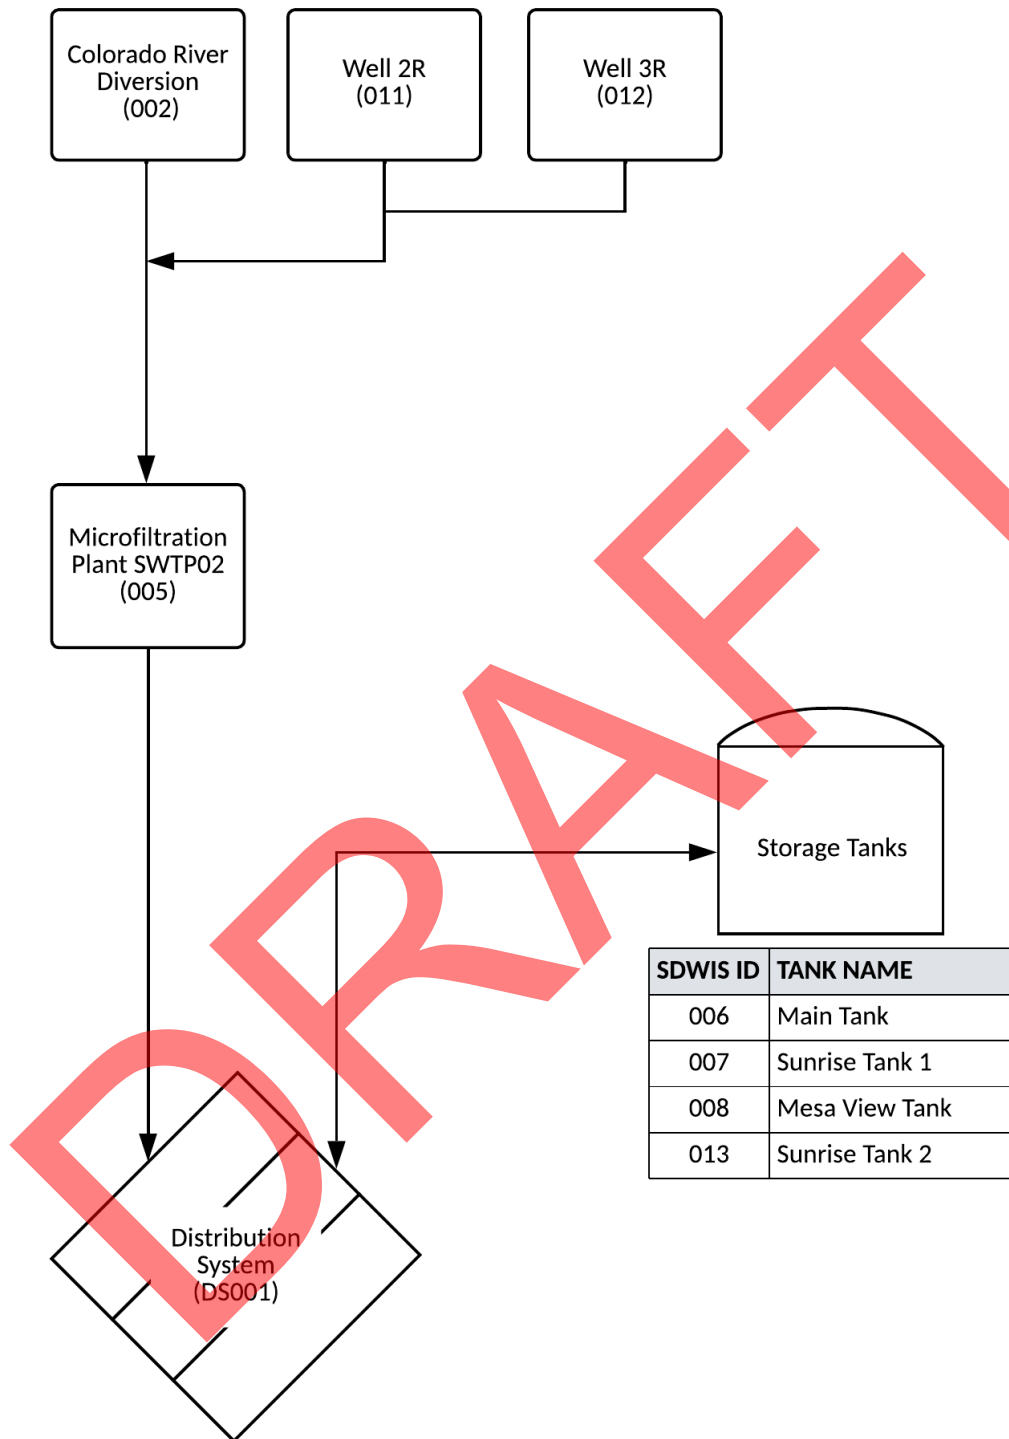 Colorado River
Diversion
(002)
Well 2R
(011)
Well 3R
(012)
Microfiltration
Plant SWTP02
(005)
Storage Tanks
SDWIS ID TANK NAME
006 Main Tank
007 Sunrise Tank 1
008 Mesa View Tank
013 Sunrise Tank 2
Distribution
System
(DS001)
DRAFT